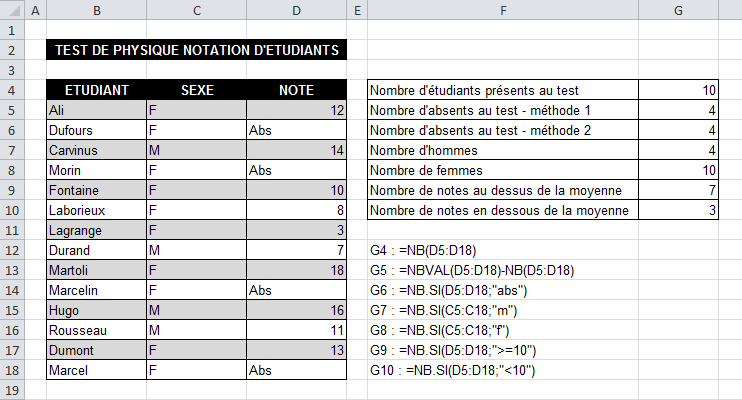 A B C D E F G
1
2 TEST DE PHYSIQUE NOTATION D'ETUDIANTS
3
4 ETUDIANT SEXE NOTE Nombre d'étudiants présents au test 10
5 Ali F 12 Nombre d'absents au test - méthode 1 4
6 Dufours F Abs Nombre d'absents au test - méthode 2 4
7 Carvinus M 14 Nombre d'hommes 4
8 Morin F Abs Nombre de femmes 10
9 Fontaine F 10 Nombre de notes au dessus de la moyenne 7
10 Laborieux F 8 Nombre de notes en dessous de la moyenne 3
11 Lagrange F 3
12 Durand M 7 G4 : =NB(D5:D18)
13 Martoli F 18 G5 : =NBVAL(D5:D18)-NB(D5:D18)
14 Marcelin F Abs G6 : =NB.SI(D5:D18;"abs")
15 Hugo M 16 G7 : =NB.SI(C5:C18;"m")
16 Rousseau M 11 G8 : =NB.SI(C5:C18;"f")
17 Dumont F 13 G9 : =NB.SI(D5:D18;">=10")
18 Marcel F Abs G10 : =NB.SI(D5:D18;"<10")
19